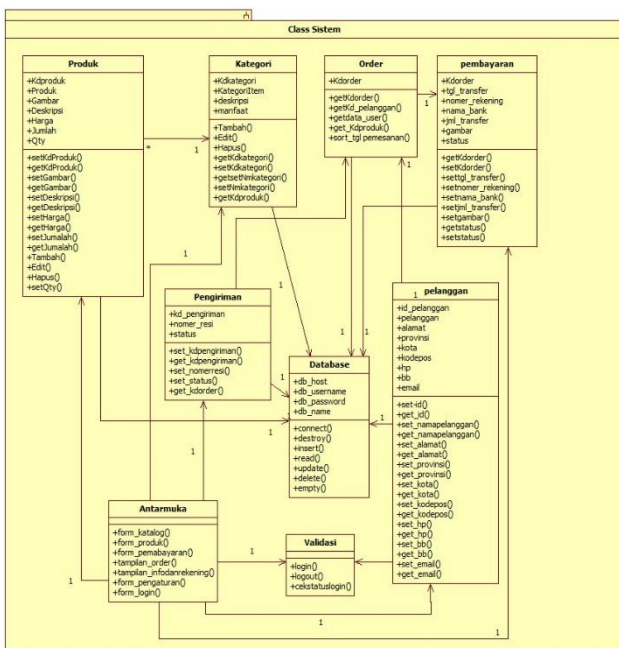 Class Sistem
Produk
+Kdproduk
+Produk
+Gambar
+Deskripsi
+Harga
+Jumlah
+Qty
+setKdProduk()
+getKdProduk()
+setGambar()
+getGambar()
+setDeskripsi()
+getDeskripsi()
+setHarga()
+getHarga()
+setJumalah()
+getJumalah()
+Tambah()
+Edit()
+Hapus()
+setQty()
Kategori
+Kdkategori
+KategoriItem
+deskripsi
+manfaat
+Tambah()
+Edit()
+Hapus()
+getKdkategori()
+setKdkategori()
+getsetNmkategori()
+setNmkategori()
+getKdproduk()
Order
+Kdorder
+getKdorder()
+getKd_pelanggan()
+getdata_user()
+get_Kdproduk()
+sort_tgl pemesanan()
pembayaran
+Kdorder
+tgl_transfer
+nomer_rekening
+nama_bank
+jml_transfer
+gambar
+status
+getKdorder()
+setKdorder()
+settgl_transfer()
+setnomer_rekening()
+setnama_bank()
+setjml_transfer()
+setgambar()
+getstatus()
+setstatus()
*
1
1
1
1
Pengiriman
+kd_pengiriman
+nomer_resi
+status
+set_kdpengiriman()
+get_kdpengiriman()
+set_nomerresi()
+set_status()
+get_kdorder()
1
1
1
1
1
1
Database
+db_host
+db_username
+db_password
+db_name
+connect()
+destroy()
+insert()
+read()
+update()
+delete()
+empty()
pelanggan
+id_pelanggan
+pelanggan
+alamat
+provinsi
+kota
+kodepos
+hp
+bb
+email
+set-id()
+get_id()
+set_namapelanggan()
+get_namapelanggan()
+set_alamat()
+get_alamat()
+set_provinsi()
+get_provinsi()
+set_kota()
+get_kota()
+set_kodepos()
+get_kodepos()
+set_hp()
+get_hp()
+set_bb()
+get_bb()
+set_email()
+get_email()
1
1
1
Antarmuka
+form_katalog()
+form_produk()
+form_pemabayaran()
+tampilan_order()
+tampilan_infodanrekening()
+form_pengaturan()
+form_login()
1
Validasi
+login()
+logout()
+cekstatuslogin()
1
1
1